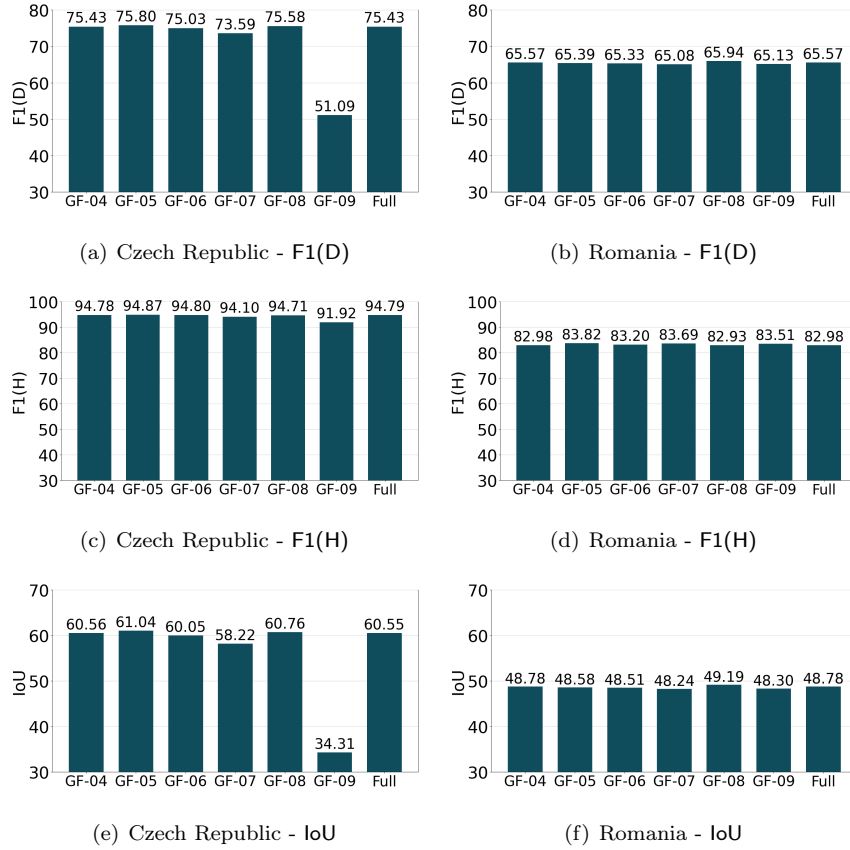 80
70
60
50
40
30
F1(D)
75.43 75.80 75.03 73.59 75.58 51.09 75.43
GF-04 GF-05 GF-06 GF-07 GF-08 GF-09 Full
(a) Czech Republic - F1(D)
80
70
60
50
40
30
F1(D)
65.57 65.39 65.33 65.08 65.94 65.13 65.57
GF-04 GF-05 GF-06 GF-07 GF-08 GF-09 Full
(b) Romania - F1(D)
100
90
80
70
60
50
40
30
F1(H)
94.78 94.87 94.80 94.10 94.71 91.92 94.79
GF-04 GF-05 GF-06 GF-07 GF-08 GF-09 Full
(c) Czech Republic - F1(H)
100
90
80
70
60
50
40
30
F1(H)
82.98 83.82 83.20 83.69 82.93 83.51 82.98
GF-04 GF-05 GF-06 GF-07 GF-08 GF-09 Full
(d) Romania - F1(H)
70
60
50
40
30
IoU
60.56 61.04 60.05 58.22 60.76 34.31 60.55
GF-04 GF-05 GF-06 GF-07 GF-08 GF-09 Full
(e) Czech Republic - IoU
70
60
50
40
30
IoU
48.78 48.58 48.51 48.24 49.19 48.30 48.78
GF-04 GF-05 GF-06 GF-07 GF-08 GF-09 Full
(f) Romania - IoU